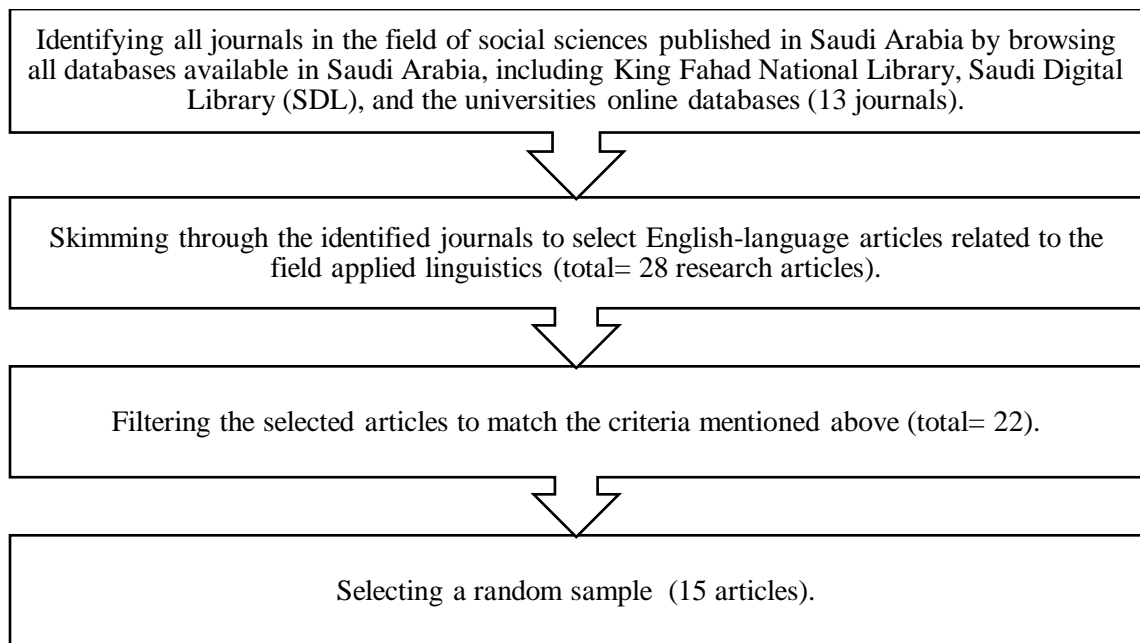 Identifying all journals in the field of social sciences published in Saudi Arabia by browsing
all databases available in Saudi Arabia, including King Fahad National Library, Saudi Digital
Library (SDL), and the universities online databases (13 journals).
Skimming through the identified journals to select English-language articles related to the
field applied linguistics (total= 28 research articles).
Filtering the selected articles to match the criteria mentioned above (total= 22).
Selecting a random sample (15 articles).